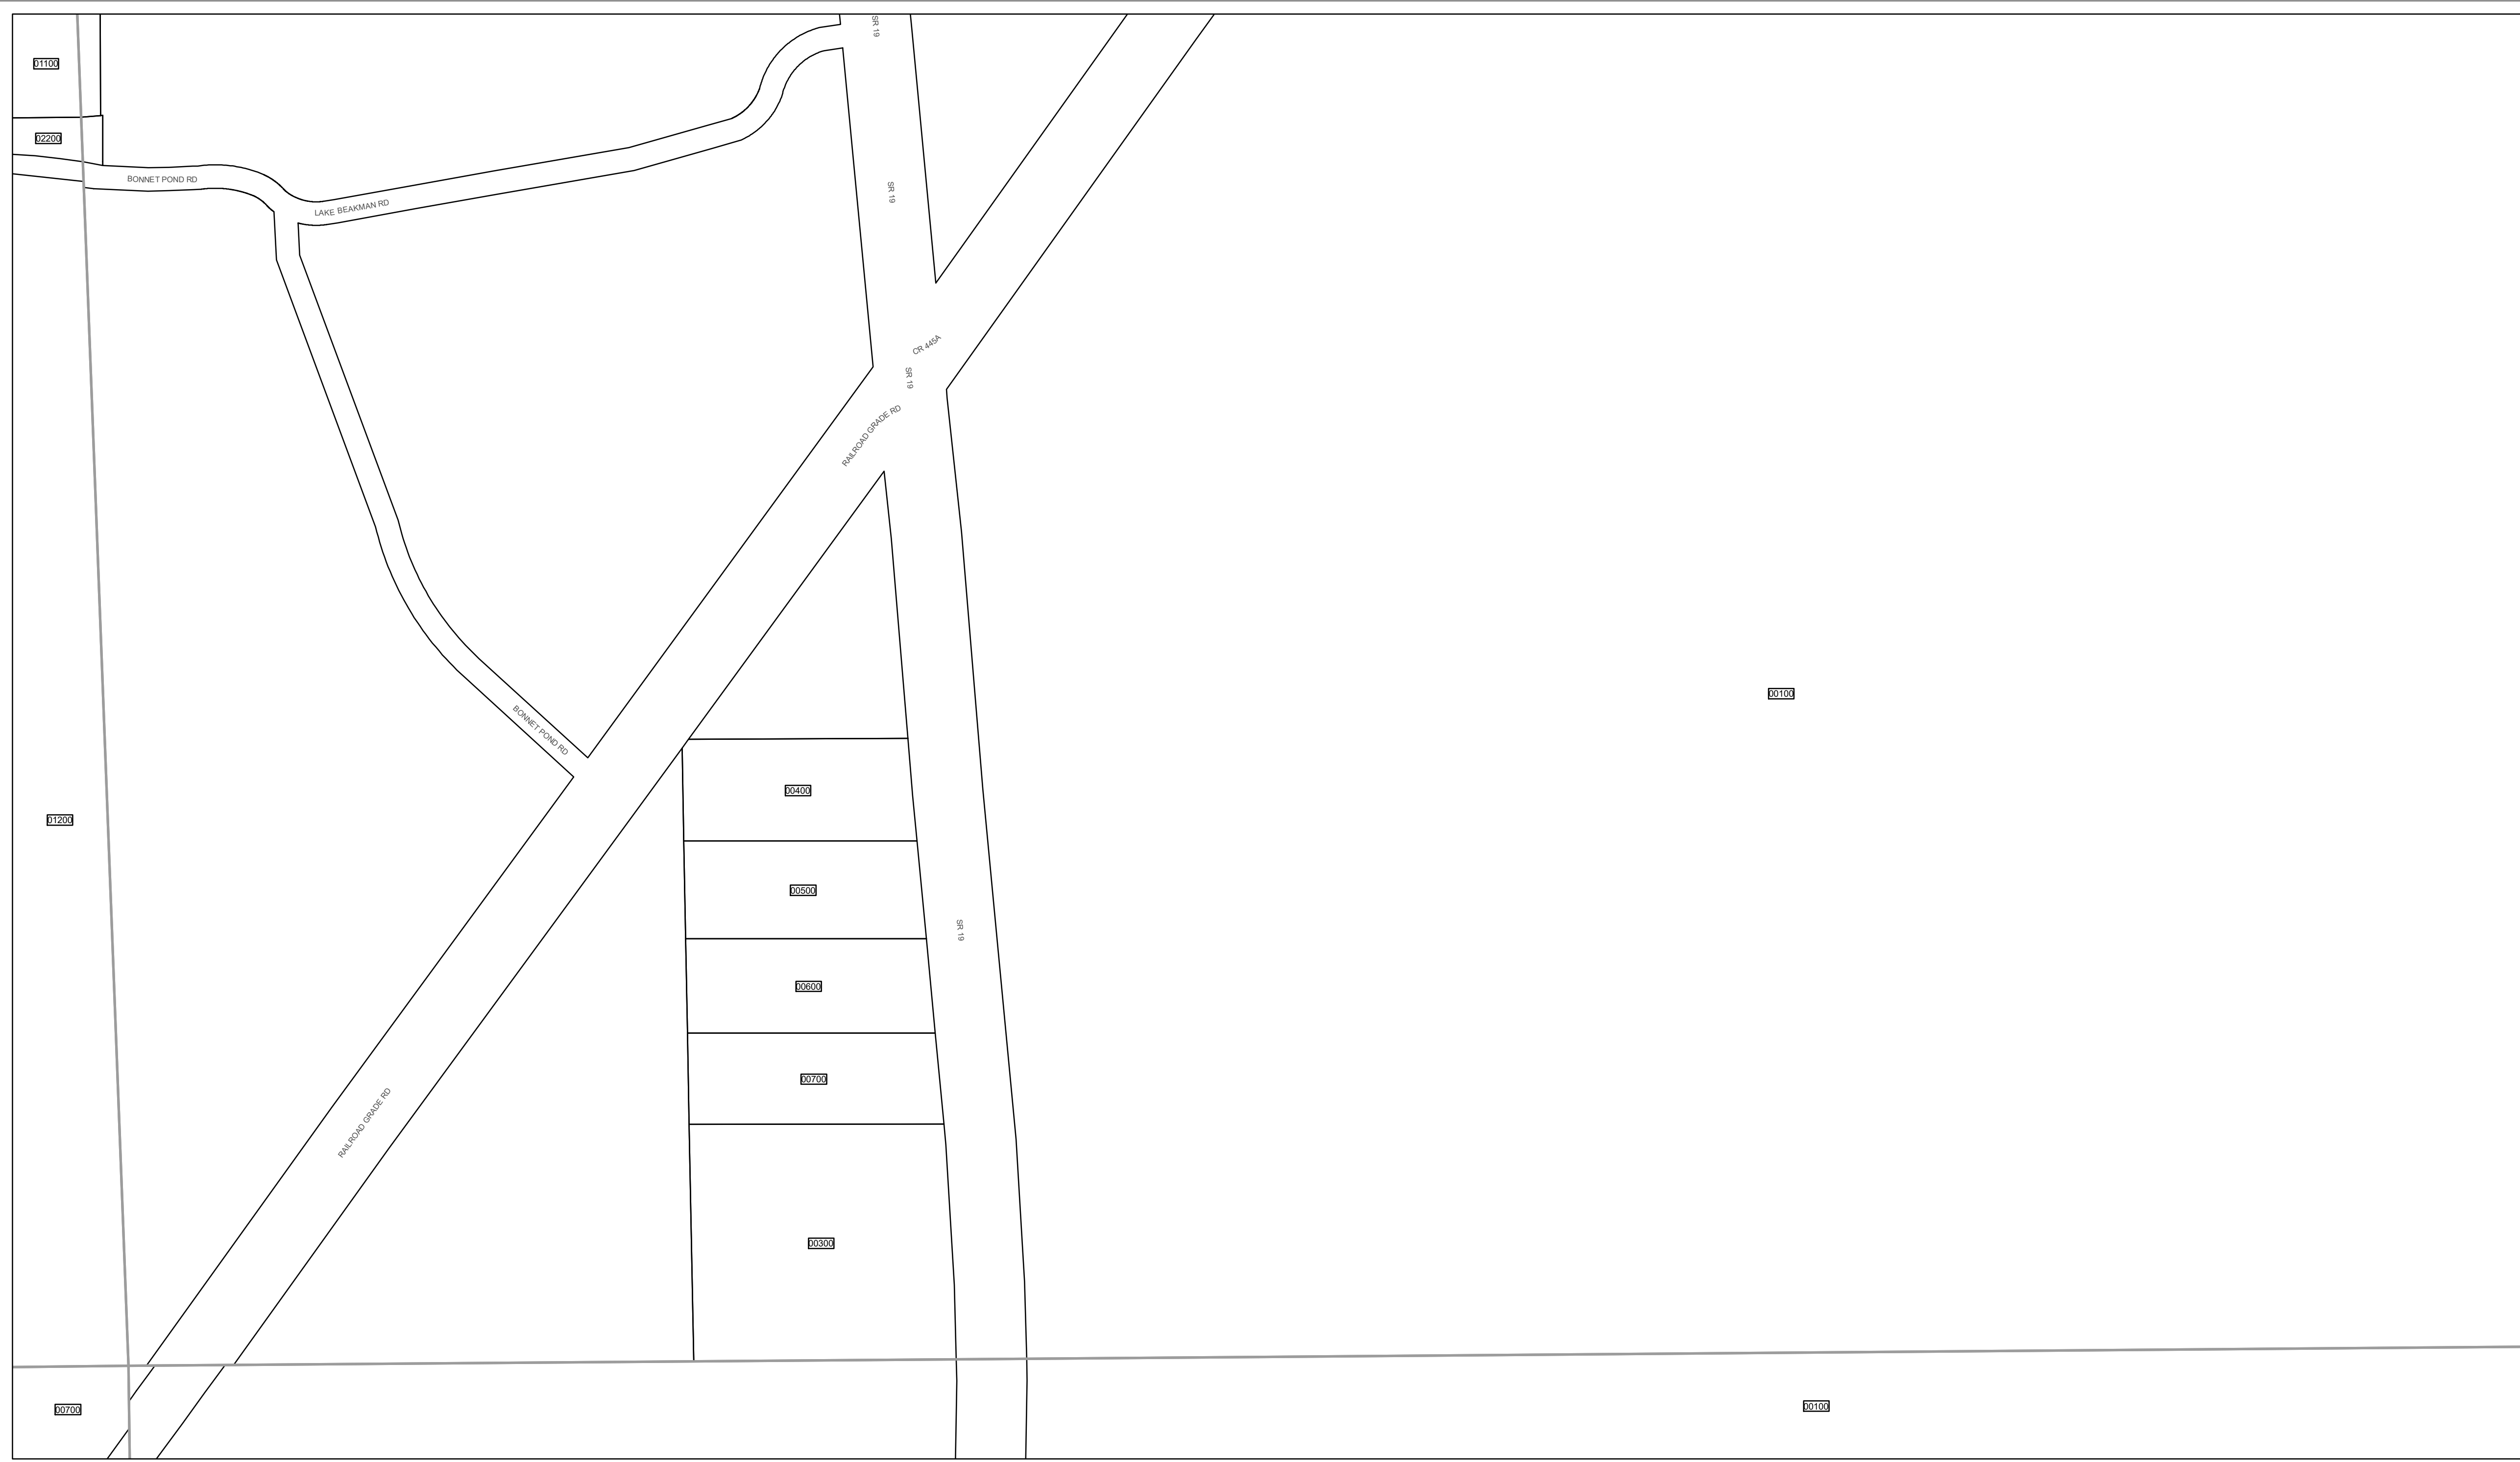 SR 19
01100
02200
BONNET POND RD
SR 19
LAKE BEAKMAN RD
CR 445A
SR 19
RAILROAD GRADE RD
00100
BONNET POND RD
00400
01200
00500
SR 19
00600
00700
RAILROAD GRADE RD
00300
00100
00700